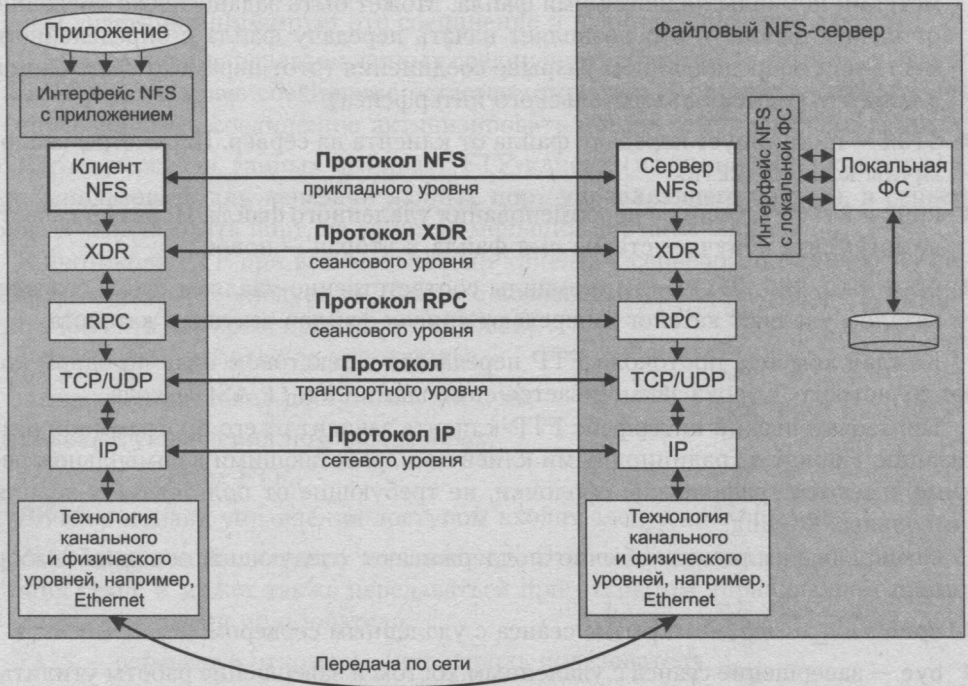 Приложение
Интерфейс NFS
с приложением
Файловый NFS-сервер
Клиент
NFS
Протокол NFS
прикладного уровня
Сервер
NFS
Интерфейс NFS
с локальной ФС
Локальная
ФС
XDR
Протокол XDR
сеансового уровня
XDR
RPC
Протокол RPC
сеансового уровня
RPC
TCP/UDP
Протокол
транспортного уровня
TCP/UDP
IP
Протокол IP
сетевого уровня
IP
Технология
канального
и физического
уровней, например,
Ethernet
Технология
канального
и физического
уровней, например,
Ethernet
Передача по сети